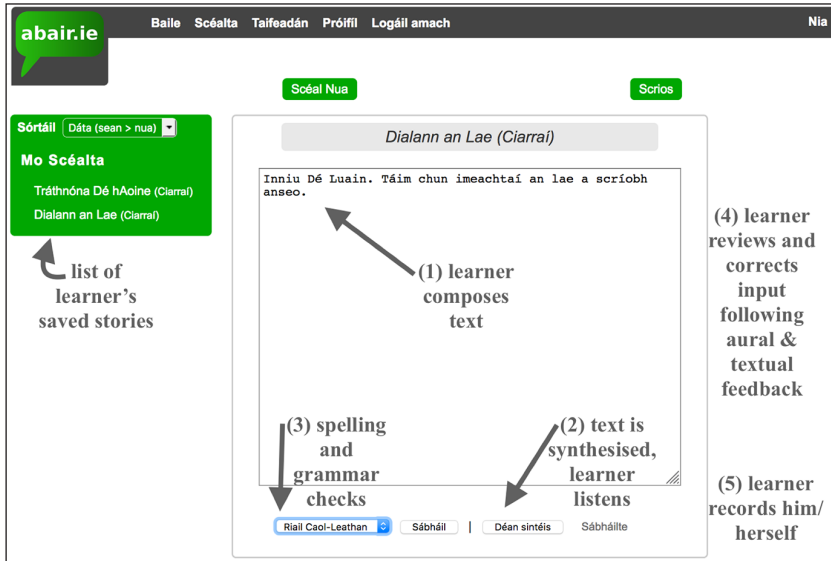 abair.ie
Baile Scéalta Taifeadán Próifíl Logáil amach
Nia
Scéal Nua
Scrios
Sórtáil Dáta (sean > nua)
Mo Scéalta
Tráthnóna Dé hAoine (Ciarraí)
Dialann an Lae (Ciarraí)
list of
learner's
saved stories
Dialann an Lae (Ciarraí)
Inniu Dé Luain. Táim chun imeachtaí an lae a scríobh
anseo.
(1) learner
composes
text
(3) spelling
and
grammar
checks
(2) text is
synthesised,
learner
listens
Riail Caol-Leathan Sábháil | Déan sintéis Sábháilte
(4) learner
reviews and
corrects
input
following
aural &
textual
feedback
(5) learner
records him/
herself